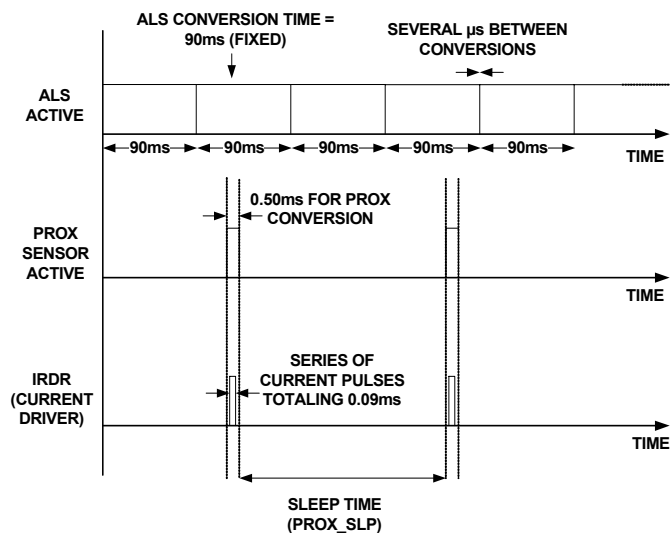 ALS CONVERSION TIME =
90ms (FIXED)
SEVERAL µs BETWEEN
CONVERSIONS
ALS
ACTIVE
90ms
90ms
90ms
90ms
90ms
TIME
0.50ms FOR PROX
CONVERSION
PROX
SENSOR
ACTIVE
TIME
SERIES OF
CURRENT PULSES
TOTALING 0.09ms
IRDR
(CURRENT
DRIVER)
TIME
SLEEP TIME
(PROX_SLP)